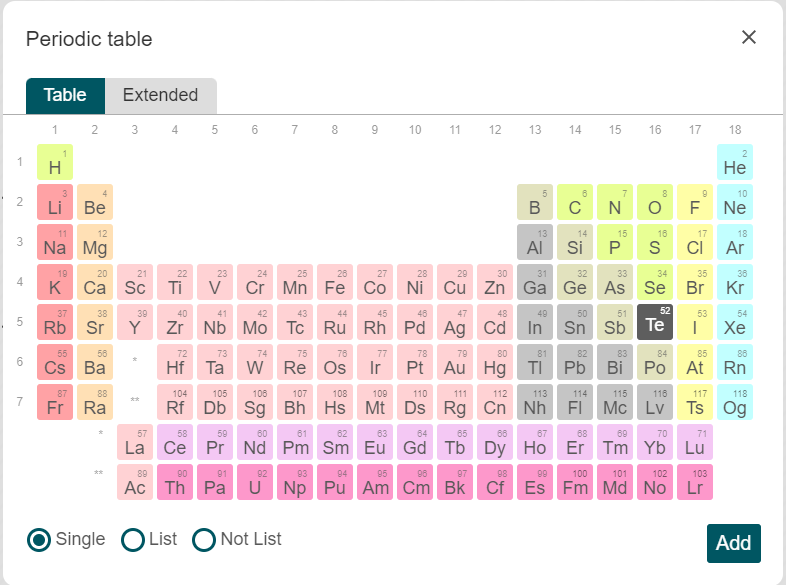 Periodic table
Table Extended
1 2 3 4 5 6 7 8 9 10 11 12 13 14 15 16 17 18
1 H 1 He 2
2 Li 3 Be 4 B 5 C 6 N 7 O 8 F 9 Ne 10
3 Na 11 Mg 12 Al 13 Si 14 P 15 S 16 Cl 17 Ar 18
4 K 19 Ca 20 Sc 21 Ti 22 V 23 Cr 24 Mn 25 Fe 26 Co 27 Ni 28 Cu 29 Zn 30 Ga 31 Ge 32 As 33 Se 34 Br 35 Kr 36
5 Rb 37 Sr 38 Y 39 Zr 40 Nb 41 Mo 42 Tc 43 Ru 44 Rh 45 Pd 46 Ag 47 Cd 48 In 49 Sn 50 Sb 51 Te 52 I 53 Xe 54
6 Cs 55 Ba 56 * Hf 72 Ta 73 W 74 Re 75 Os 76 Ir 77 Pt 78 Au 79 Hg 80 Tl 81 Pb 82 Bi 83 Po 84 At 85 Rn 86
7 Fr 87 Ra 88 ** Rf 104 Db 105 Sg 106 Bh 107 Hs 108 Mt 109 Ds 110 Rg 111 Cn 112 Nh 113 Fl 114 Mc 115 Lv 116 Ts 117 Og 118
* La 57 Ce 58 Pr 59 Nd 60 Pm 61 Sm 62 Eu 63 Gd 64 Tb 65 Dy 66 Ho 67 Er 68 Tm 69 Yb 70 Lu 71
** Ac 89 Th 90 Pa 91 U 92 Np 93 Pu 94 Am 95 Cm 96 Bk 97 Cf 98 Es 99 Fm 100 Md 101 No 102 Lr 103
Single List Not List Add